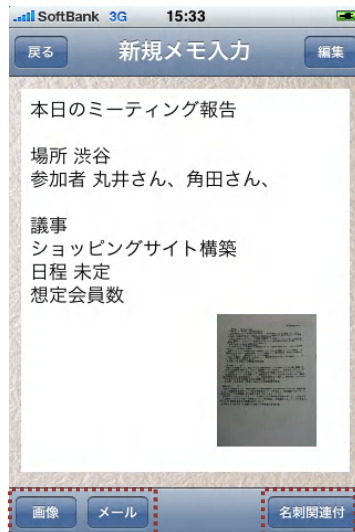 SoftBank 3G 15:33
戻る 新規メモ入力 編集
本日のミーティング報告
場所 渋谷
参加者 丸井さん、角田さん、
議事
ショッピングサイト構築
日程 未定
想定会員数
画像 メール 名刺関連付